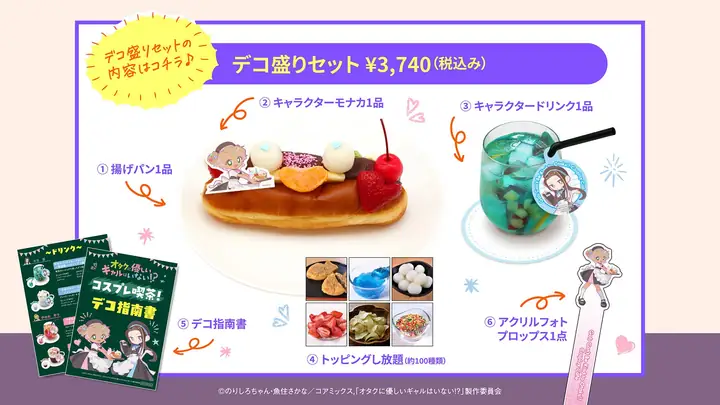 デコ盛りセットの
内容はコチラ♪
デコ盛りセット ¥3,740(税込み)
② キャラクターモナカ1品
③ キャラクタードリンク1品
① 揚げパン1品
~ドリンク~
オタクに優しい
ギャルはいない!?
コスプレ喫茶!
デコ指南書
⑤ デコ指南書
④ トッピングし放題(約100種類)
⑥ アクリルフォト
プロップス1点
©のりしろちゃん・魚住さかな/コアミックス,「オタクに優しいギャルはいない!?」製作委員会